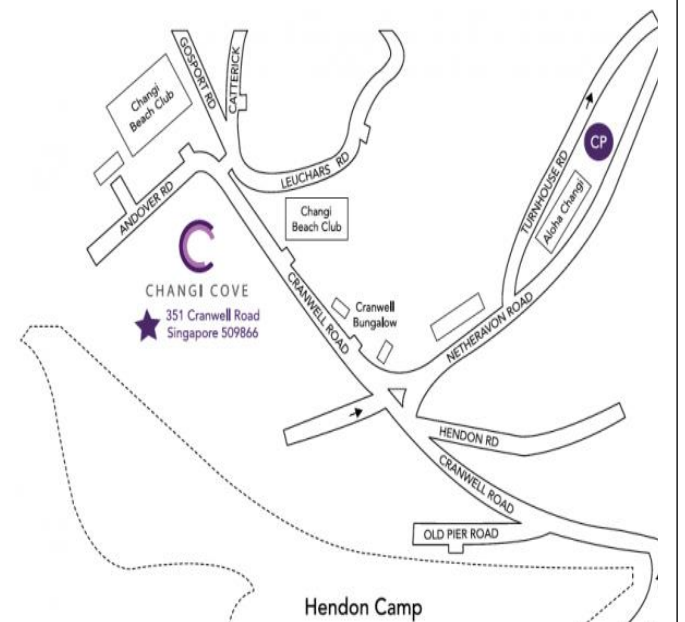 GOSPORT RD
CATTERICK
Changi
Beach Club
LEUCHARS RD
ANDOVER RD
Changi
Beach Club
CP
TURNHOUSE RD
Aloha Changi
CHANGI COVE
351 Cranwell Road
Singapore 509866
CRANWELL ROAD
Cranwell
Bungalow
NETHERAVON ROAD
HENDON RD
CRANWELL ROAD
OLD PIER ROAD
Hendon Camp